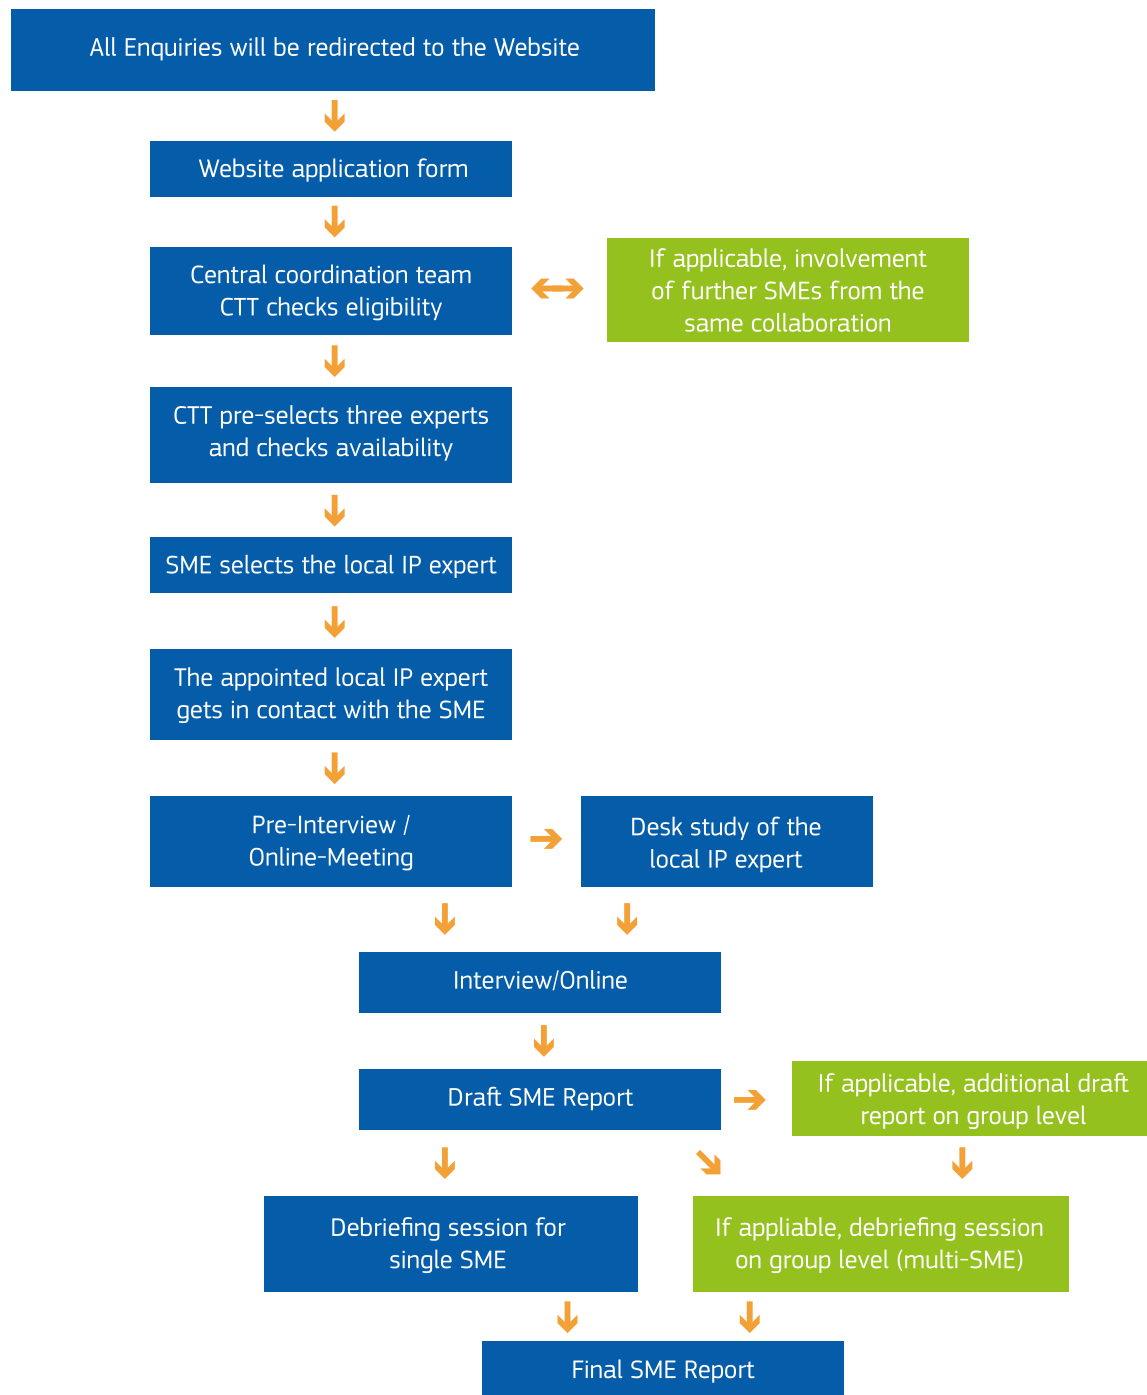 All Enquiries will be redirected to the Website
Website application form
Central coordination team
CTT checks eligibility
If applicable, involvement
of further SMEs from the
same collaboration
CTT pre-selects three experts
and checks availability
SME selects the local IP expert
The appointed local IP expert
gets in contact with the SME
Pre-Interview /
Online-Meeting
Desk study of the
local IP expert
Interview/Online
Draft SME Report
If applicable, additional draft
report on group level
Debriefing session for
single SME
If appliable, debriefing session
on group level (multi-SME)
Final SME Report